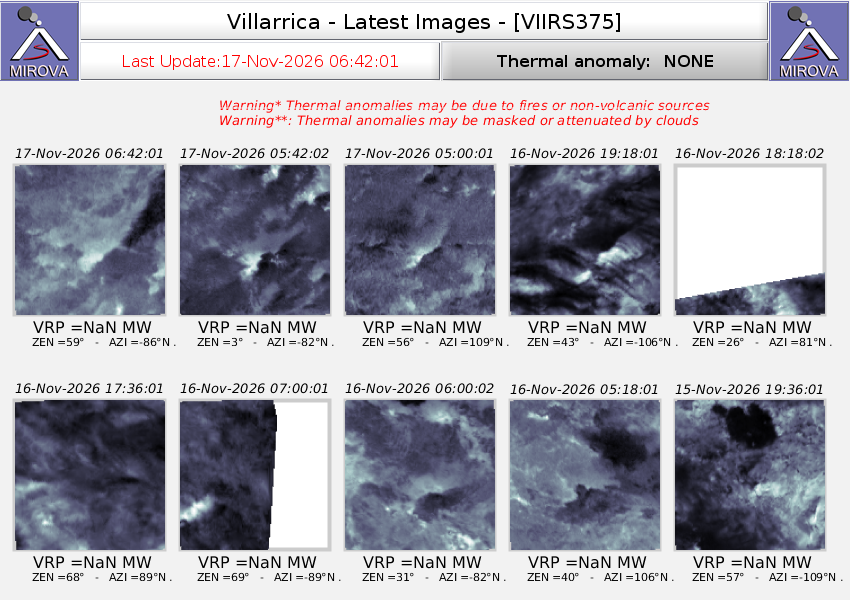 Villarrica - Latest Images - [VIIRS375]
MIROVA
Last Update:17-Nov-2026 06:42:01
Thermal anomaly: NONE
MIROVA
Warning* Thermal anomalies may be due to fires or non-volcanic sources
Warning**: Thermal anomalies may be masked or attenuated by clouds
17-Nov-2026 06:42:01 17-Nov-2026 05:42:02 17-Nov-2026 05:00:01 16-Nov-2026 19:18:01 16-Nov-2026 18:18:02
VRP =NaN MW VRP =NaN MW VRP =NaN MW VRP =NaN MW VRP =NaN MW
ZEN =59° - AZI =-86°N . ZEN =3° - AZI =-82°N . ZEN =56° - AZI =109°N . ZEN =43° - AZI =-106°N . ZEN =26° - AZI =81°N .
16-Nov-2026 17:36:01 16-Nov-2026 07:00:01 16-Nov-2026 06:00:02 16-Nov-2026 05:18:01 15-Nov-2026 19:36:01
VRP =NaN MW VRP =NaN MW VRP =NaN MW VRP =NaN MW VRP =NaN MW
ZEN =68° - AZI =89°N . ZEN =69° - AZI =-89°N . ZEN =31° - AZI =-82°N . ZEN =40° - AZI =106°N . ZEN =57° - AZI =-109°N .